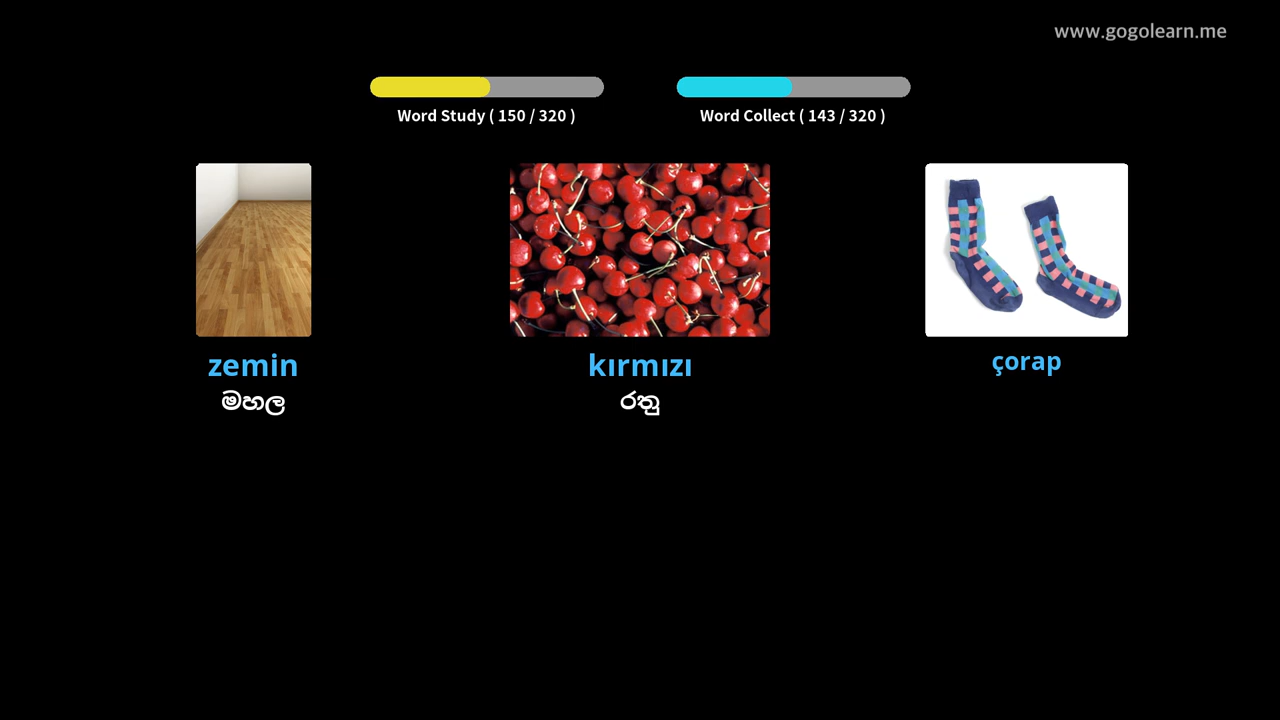 www.gogolearn.me
Word Study ( 150 / 320 )
Word Collect ( 143 / 320 )
zemin
kırmızı
çorap
මහල
රතු